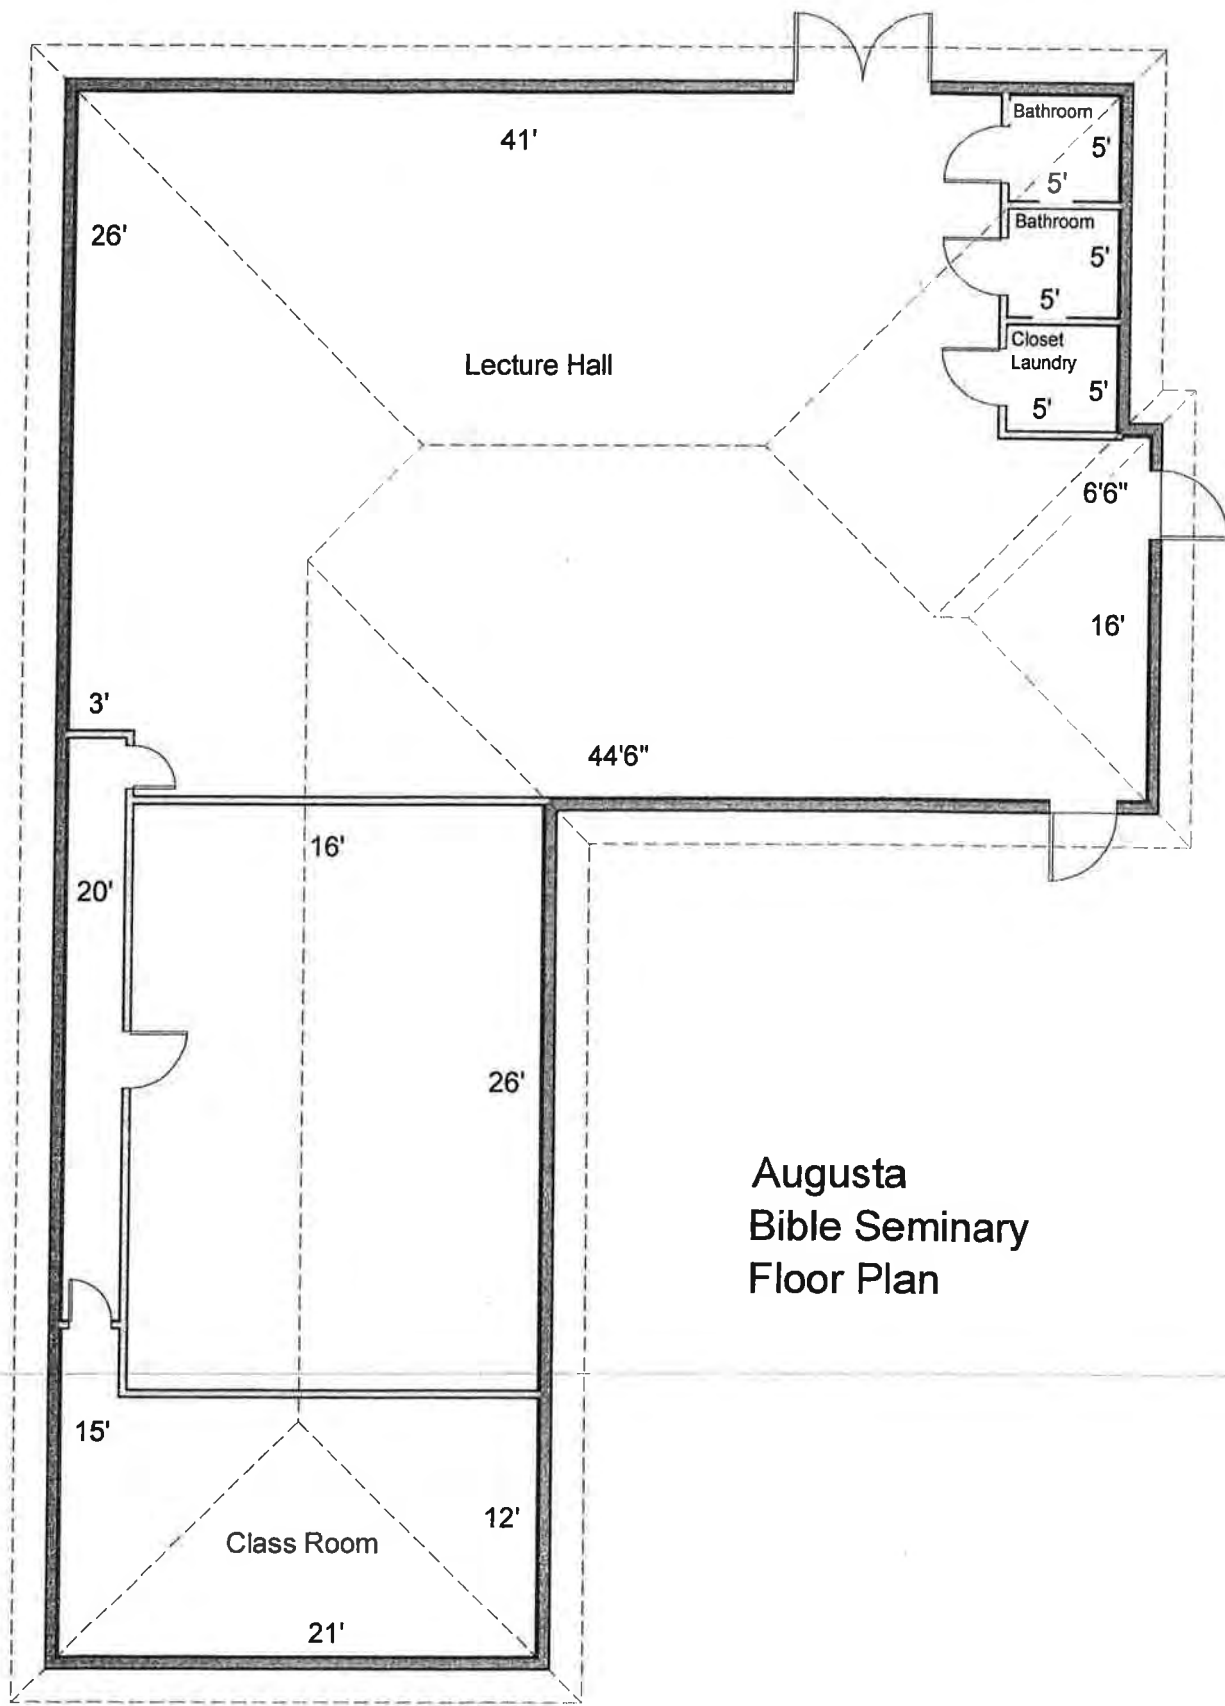 Bathroom
41'
5'
5'
26'
Bathroom
5'
5'
Lecture Hall
Closet
Laundry
5'
5'
6'6"
16'
3'
44'6"
16'
20'
26'
Augusta
Bible Seminary
Floor Plan
15'
12'
Class Room
21'